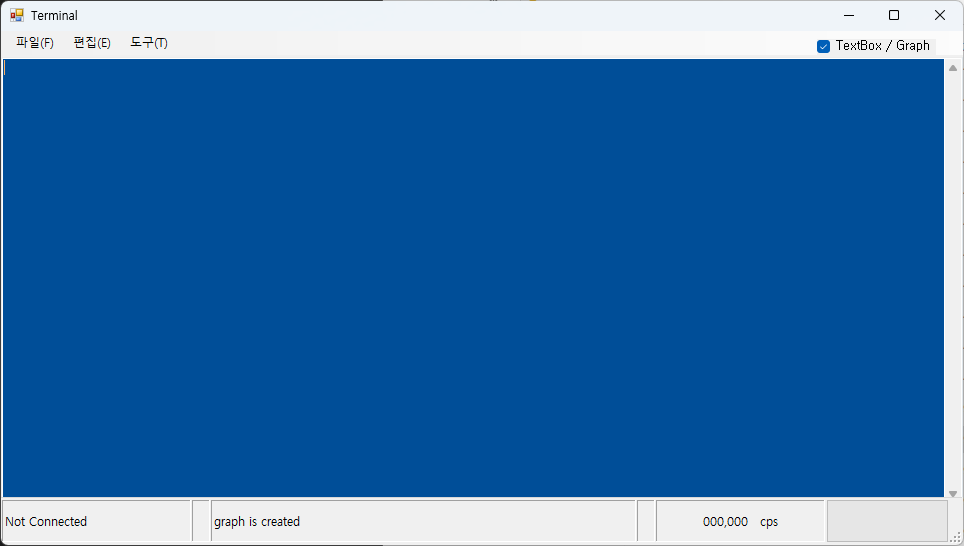 Terminal
파일(F) 편집(E) 도구(T)
TextBox / Graph
Not Connected
graph is created
000,000 cps